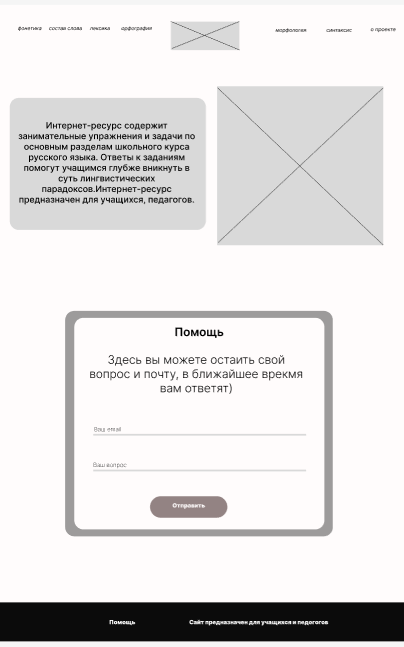 фонетика состав слова лексика орфография морфология синтаксис о проекте
Интернет-ресурс содержит
занимательные упражнения и задачи по
основным разделам школьного курса
русского языка. Ответы к заданиям
помогут учащимся глубже вникнуть в
суть лингвистических
парадоксов.Интернет-ресурс
предназначен для учащихся, педагогов.
Помощь
Здесь вы можете остаить свой
вопрос и почту, в ближайшее врекмя
вам ответят)
Ваш email
Ваш вопрос
Отправить
Помощь Сайт предназначен для учащихся и педегогов